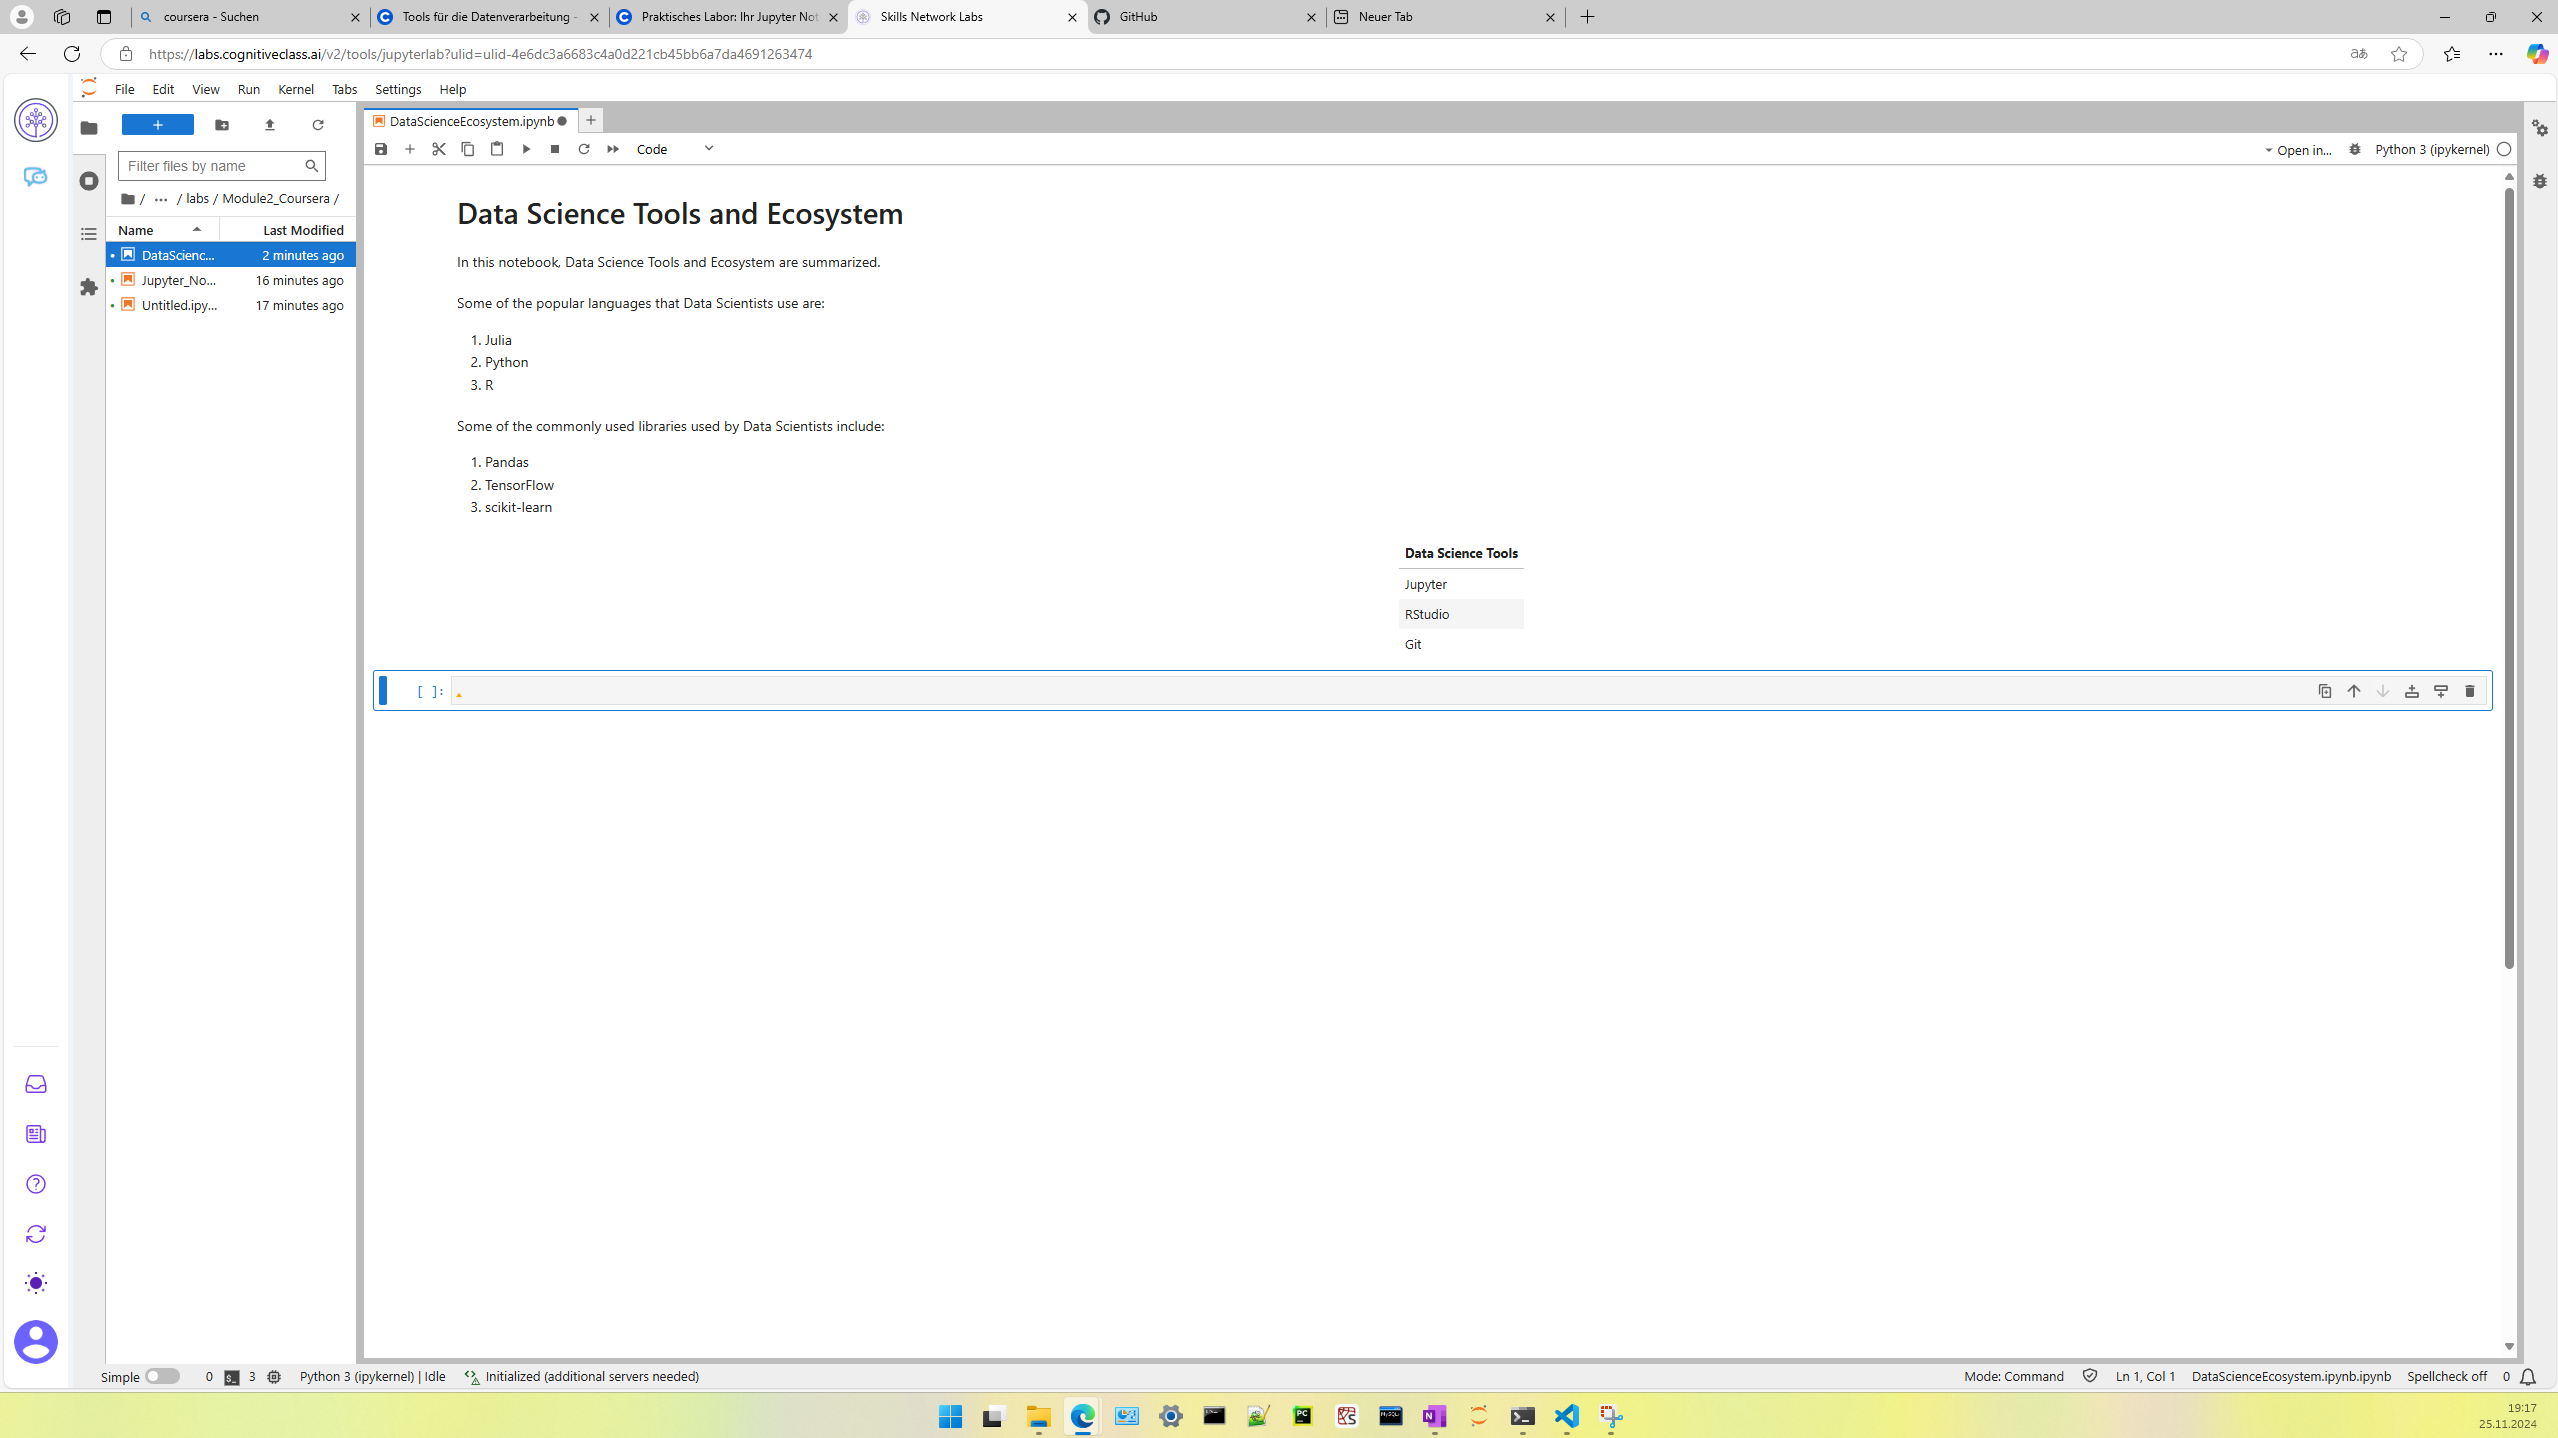 coursera - Suchen
Tools für die Datenverarbeitung -
Praktisches Labor: Ihr Jupyter Not
Skills Network Labs
GitHub
Neuer Tab
https://labs.cognitiveclass.ai/v2/tools/jupyterlab?ulid=ulid-4e6dc3a6683c4a0d221cb45bb6a7da4691263474
File Edit View Run Kernel Tabs Settings Help
DataScienceEcosystem.ipynb
Filter files by name
Code
Open in...
Python 3 (ipykernel)
/ ··· / labs / Module2_Coursera /
Name Last Modified
DataScienc... 2 minutes ago
Jupyter_No... 16 minutes ago
Untitled.ipy... 17 minutes ago
Data Science Tools and Ecosystem
In this notebook, Data Science Tools and Ecosystem are summarized.
Some of the popular languages that Data Scientists use are:
1. Julia
2. Python
3. R
Some of the commonly used libraries used by Data Scientists include:
1. Pandas
2. TensorFlow
3. scikit-learn
Data Science Tools
Jupyter
RStudio
Git
[ ]:
Simple 0 $_ 3 Python 3 (ipykernel) | Idle Initialized (additional servers needed)
Mode: Command Ln 1, Col 1 DataScienceEcosystem.ipynb.ipynb Spellcheck off 0
19:17
25.11.2024